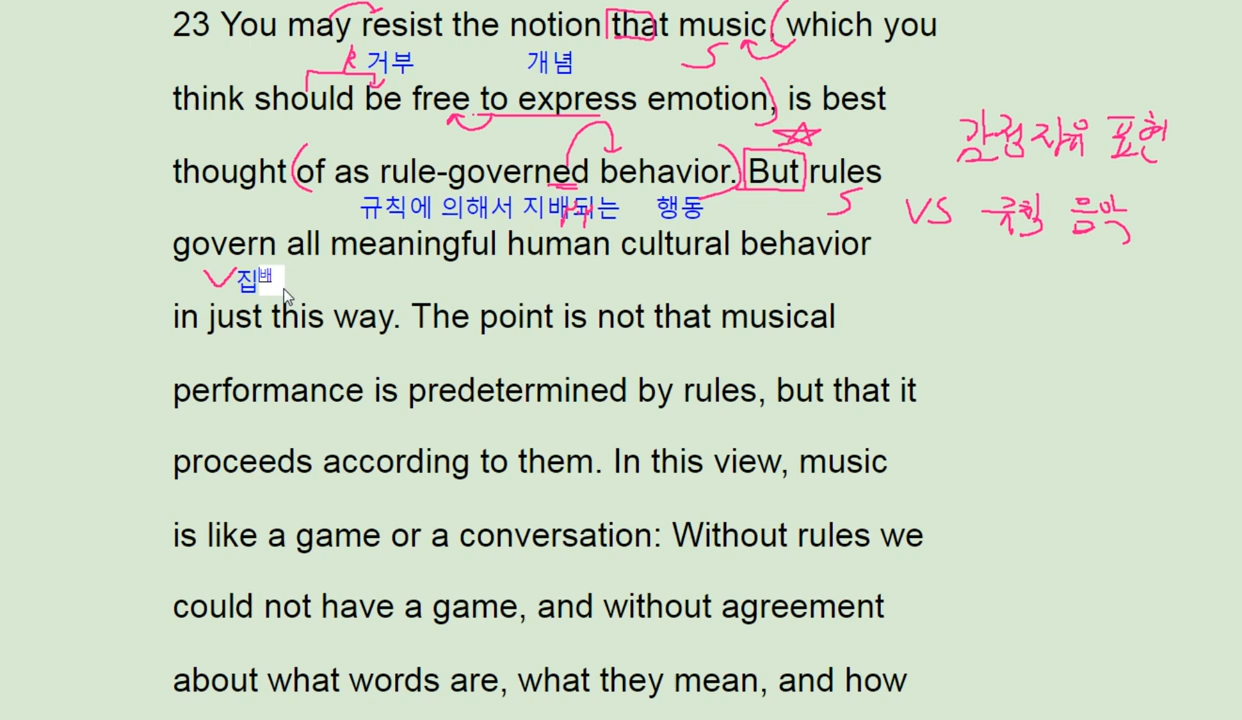 23 You may resist the notion that music, which you
R 거부 개념 S
think should be free to express emotion, is best
감정 자유 표현
thought of as rule-governed behavior. But rules
규칙에 의해서 지배되는 행동 S VS 규칙 음악
govern all meaningful human cultural behavior
V 집배
in just this way. The point is not that musical
performance is predetermined by rules, but that it
proceeds according to them. In this view, music
is like a game or a conversation: Without rules we
could not have a game, and without agreement
about what words are, what they mean, and how